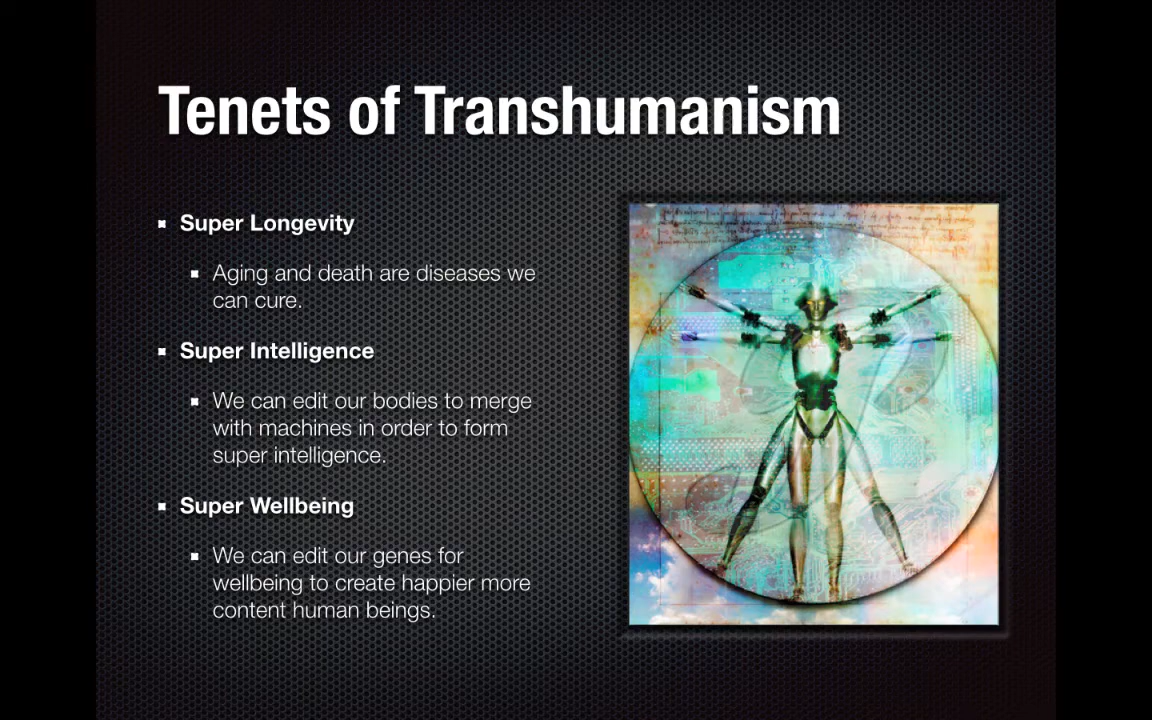 Tenets of Transhumanism
Super Longevity
Aging and death are diseases we
can cure.
Super Intelligence
We can edit our bodies to merge
with machines in order to form
super intelligence.
Super Wellbeing
We can edit our genes for
wellbeing to create happier more
content human beings.